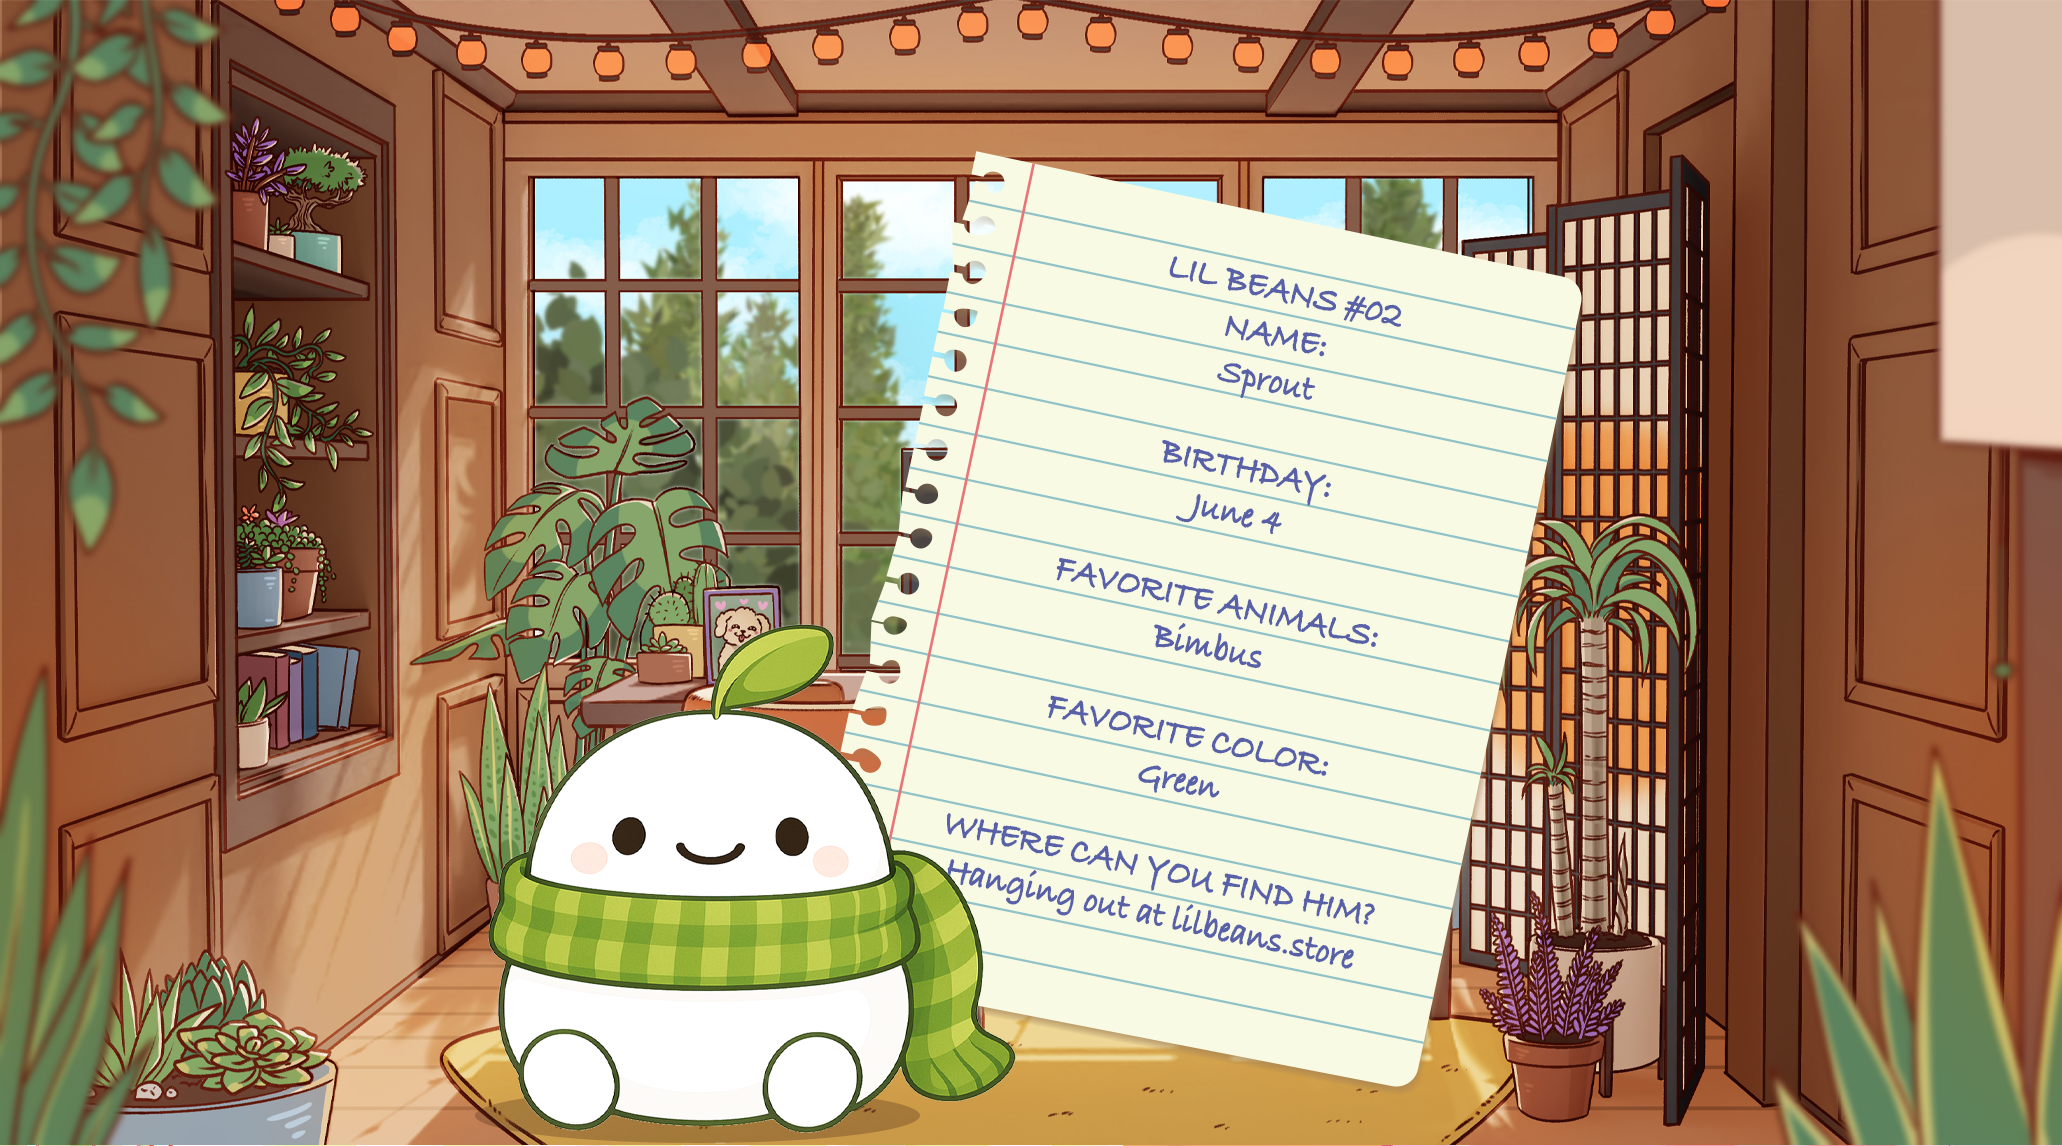 LIL BEANS #02
NAME:
Sprout
BIRTHDAY:
June 4
FAVORITE ANIMALS:
Bimbus
FAVORITE COLOR:
Green
WHERE CAN YOU FIND HIM?
Hanging out at lilbeans.store